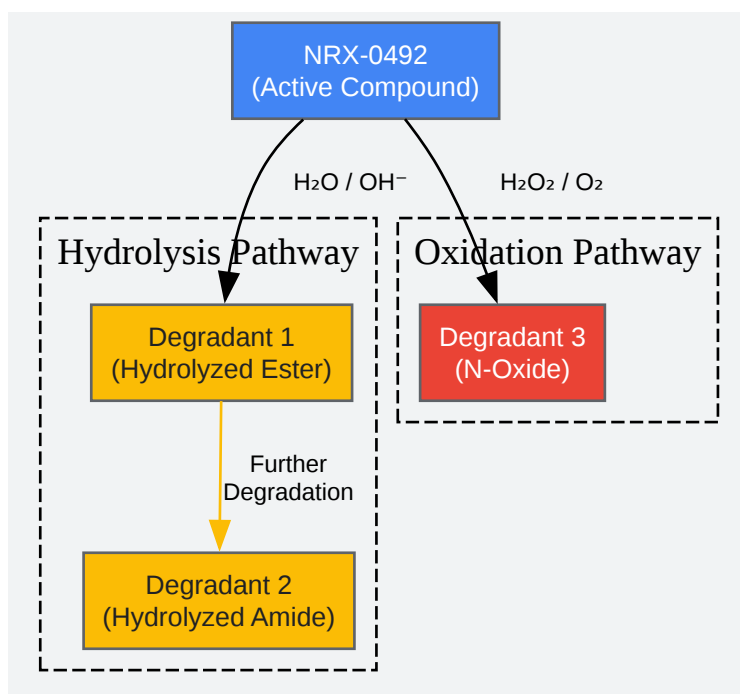 NRX-0492
(Active Compound)
H₂O / OH⁻
H₂O₂ / O₂
Hydrolysis Pathway
Oxidation Pathway
Degradant 1
(Hydrolyzed Ester)
Degradant 3
(N-Oxide)
Further
Degradation
Degradant 2
(Hydrolyzed Amide)